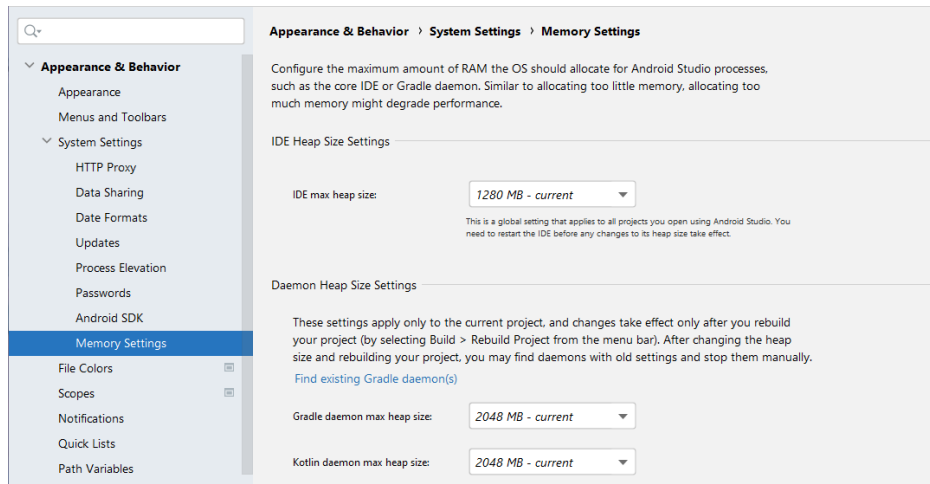 Appearance & Behavior
Appearance
Menus and Toolbars
System Settings
HTTP Proxy
Data Sharing
Date Formats
Updates
Process Elevation
Passwords
Android SDK
Memory Settings
File Colors
Scopes
Notifications
Quick Lists
Path Variables
Appearance & Behavior › System Settings › Memory Settings
Configure the maximum amount of RAM the OS should allocate for Android Studio processes,
such as the core IDE or Gradle daemon. Similar to allocating too little memory, allocating too
much memory might degrade performance.
IDE Heap Size Settings
IDE max heap size: 1280 MB - current
This is a global setting that applies to all projects you open using Android Studio. You
need to restart the IDE before any changes to its heap size take effect.
Daemon Heap Size Settings
These settings apply only to the current project, and changes take effect only after you rebuild
your project (by selecting Build > Rebuild Project from the menu bar). After changing the heap
size and rebuilding your project, you may find daemons with old settings and stop them manually.
Find existing Gradle daemon(s)
Gradle daemon max heap size: 2048 MB - current
Kotlin daemon max heap size: 2048 MB - current